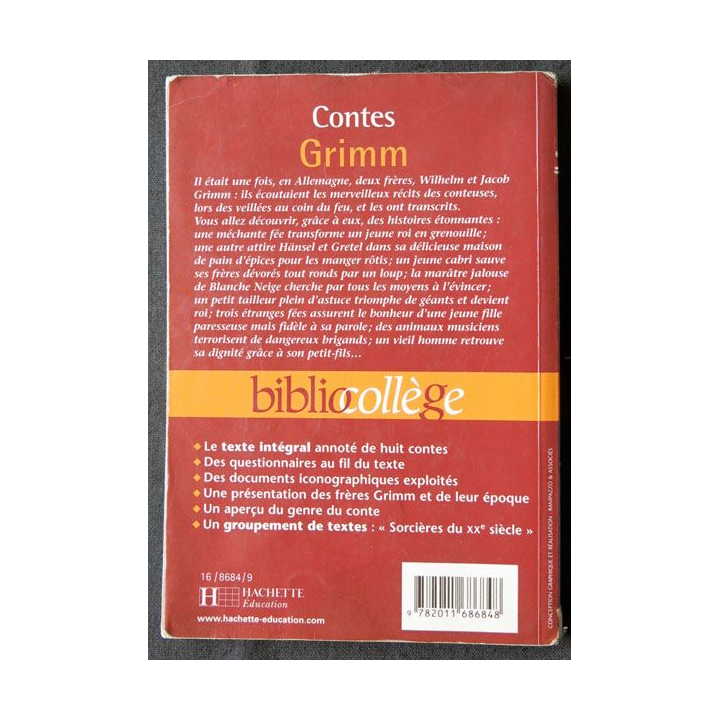 Contes
Grimm
Il était une fois, en Allemagne, deux frères, Wilhelm et Jacob
Grimm : ils écoutaient les merveilleux récits des conteuses,
lors des veillées au coin du feu, et les ont transcrits.
Vous allez découvrir, grâce à eux, des histoires étonnantes :
une méchante fée transforme un jeune roi en grenouille ;
une autre attire Hänsel et Gretel dans sa délicieuse maison
de pain d'épices pour les manger rôtis ; un jeune cabri sauve
ses frères dévorés tout ronds par un loup ; la marâtre jalouse
de Blanche Neige cherche par tous les moyens à l'évincer ;
un petit tailleur plein d'astuce triomphe de géants et devient
roi ; trois étranges fées assurent le bonheur d'une jeune fille
paresseuse mais fidèle à sa parole ; des animaux musiciens
terrorisent de dangereux brigands ; un vieil homme retrouve
sa dignité grâce à son petit-fils...
bibliocollège
Le texte intégral annoté de huit contes
Des questionnaires au fil du texte
Des documents iconographiques exploités
Une présentation des frères Grimm et de leur époque
Un aperçu du genre du conte
Un groupement de textes : « Sorcières du XXe siècle »
16 / 8684 / 9
H HACHETTE
Éducation
www.hachette-education.com
9 782011 686848
CONCEPTION GRAPHIQUE ET RÉALISATION : RAMPAZZO & ASSOCIÉS